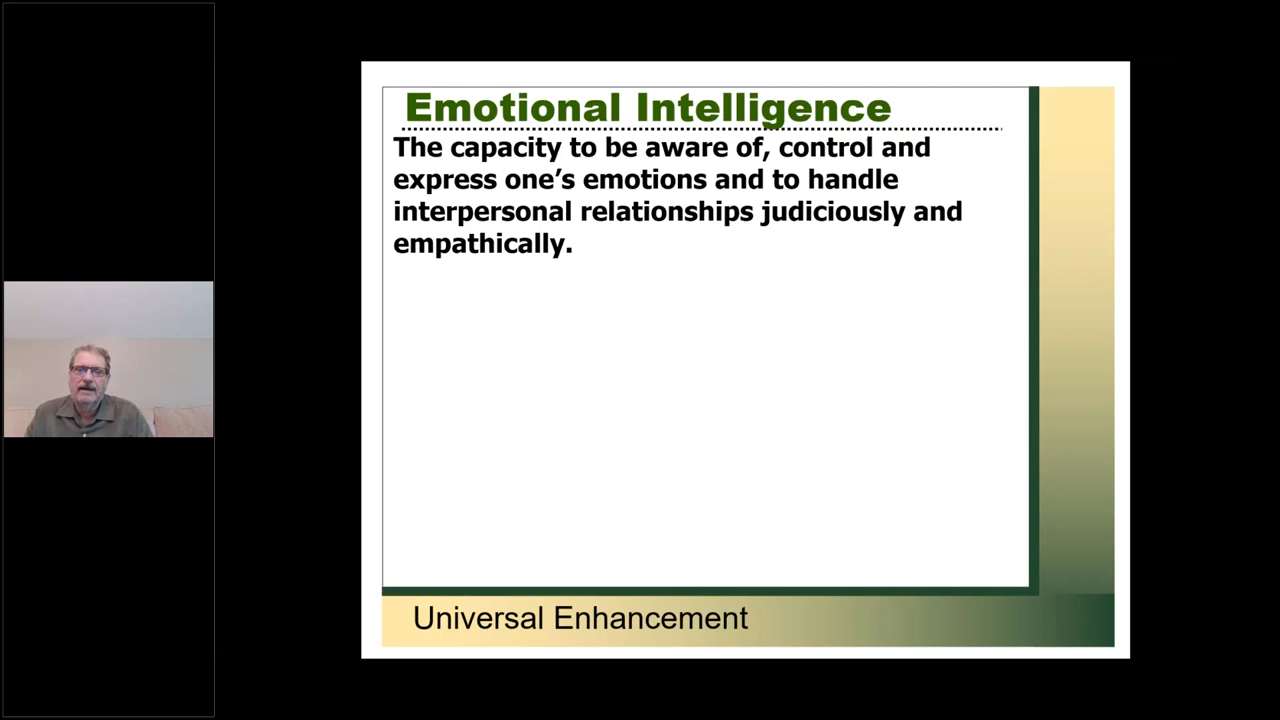 Emotional Intelligence
The capacity to be aware of, control and
express one’s emotions and to handle
interpersonal relationships judiciously and
empathically.
Universal Enhancement